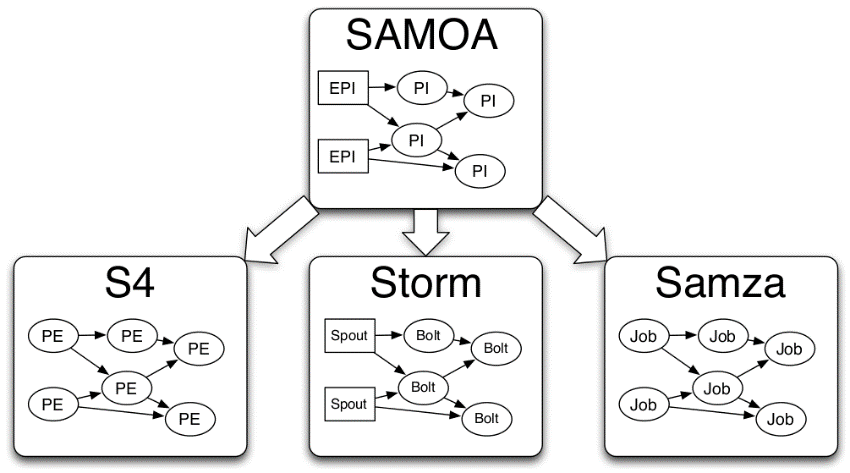 SAMOA
EPI
PI
PI
EPI
PI
PI
S4
PE
PE
PE
PE
PE
PE
Storm
Spout
Bolt
Bolt
Spout
Bolt
Bolt
Samza
Job
Job
Job
Job
Job
Job